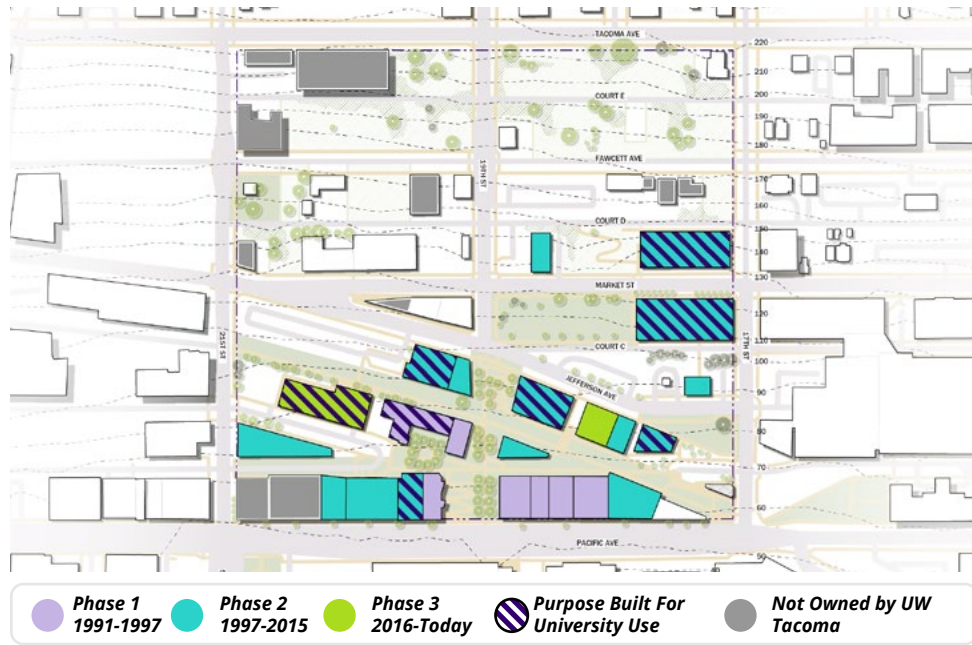 TACOMA AVE
220
210
COURT E
200
190
180
FAWCETT AVE
19TH ST
170
160
COURT D
150
140
130
MARKET ST
120
110
21ST ST
17TH ST
COURT C
100
JEFFERSON AVE
90
80
70
60
PACIFIC AVE
50
Phase 1
1991-1997
Phase 2
1997-2015
Phase 3
2016-Today
Purpose Built For
University Use
Not Owned by UW
Tacoma